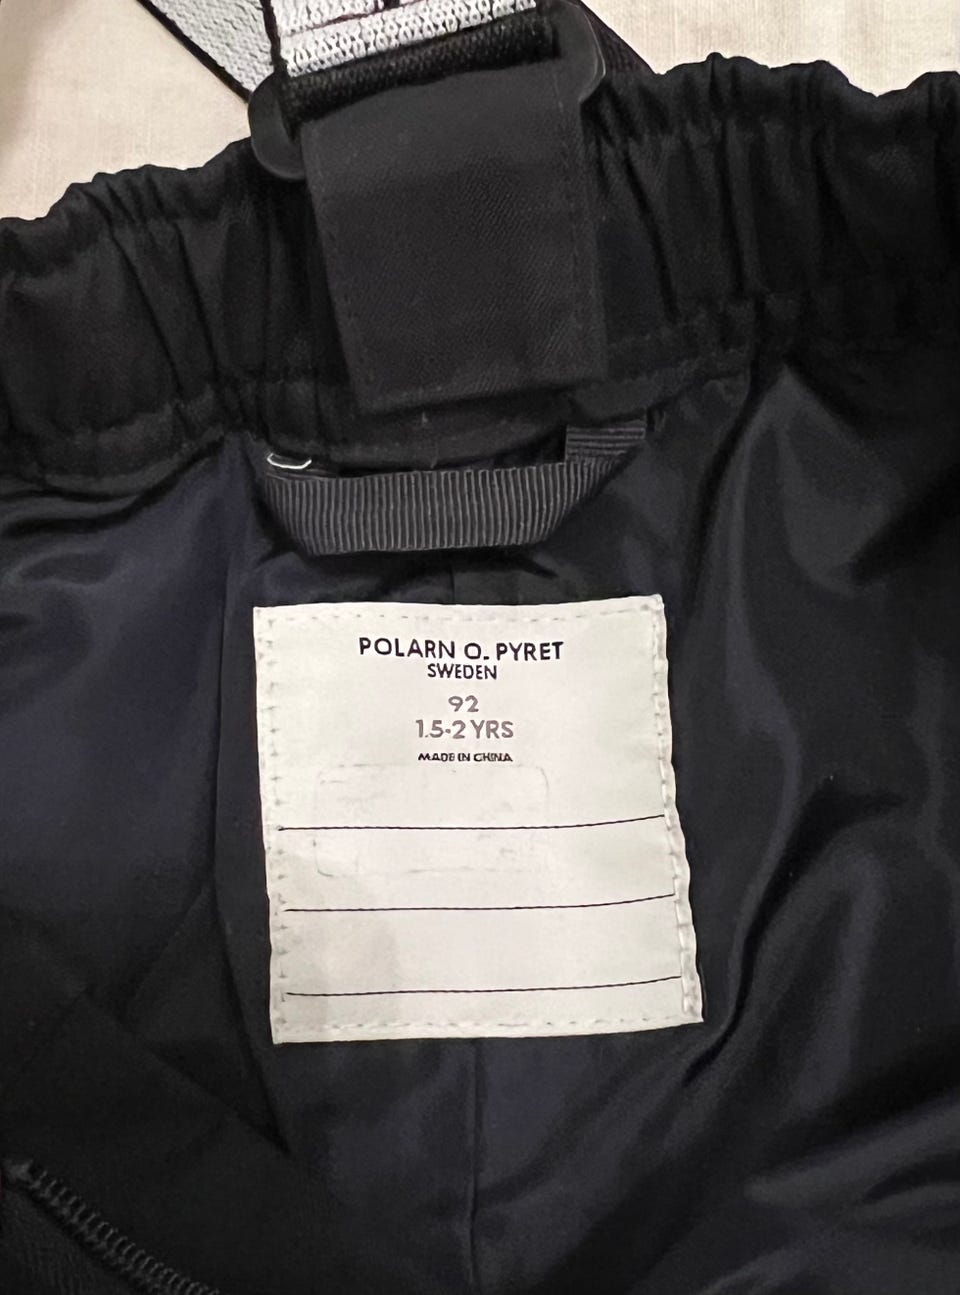 POLARN O. PYRET
SWEDEN
92
1.5-2 YRS
MADE IN CHINA